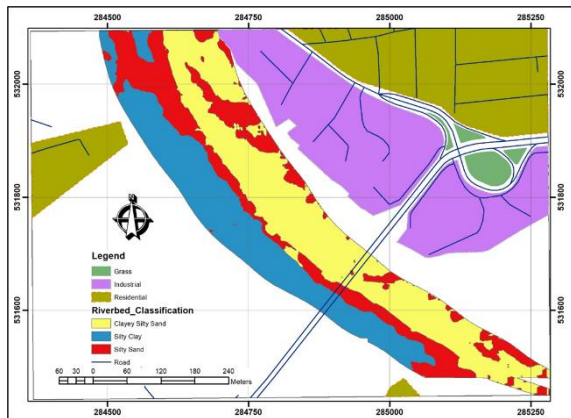 284500 284750 285000 285250
532000 532000
531800 531800
531600 531600
Legend
Grass
Industrial
Residential
Riverbed_Classification
Clayey Silty Sand
Silty Clay
Silty Sand
Road
60 30 0 60 120 180 240
Meters
284500 284750 285000 285250